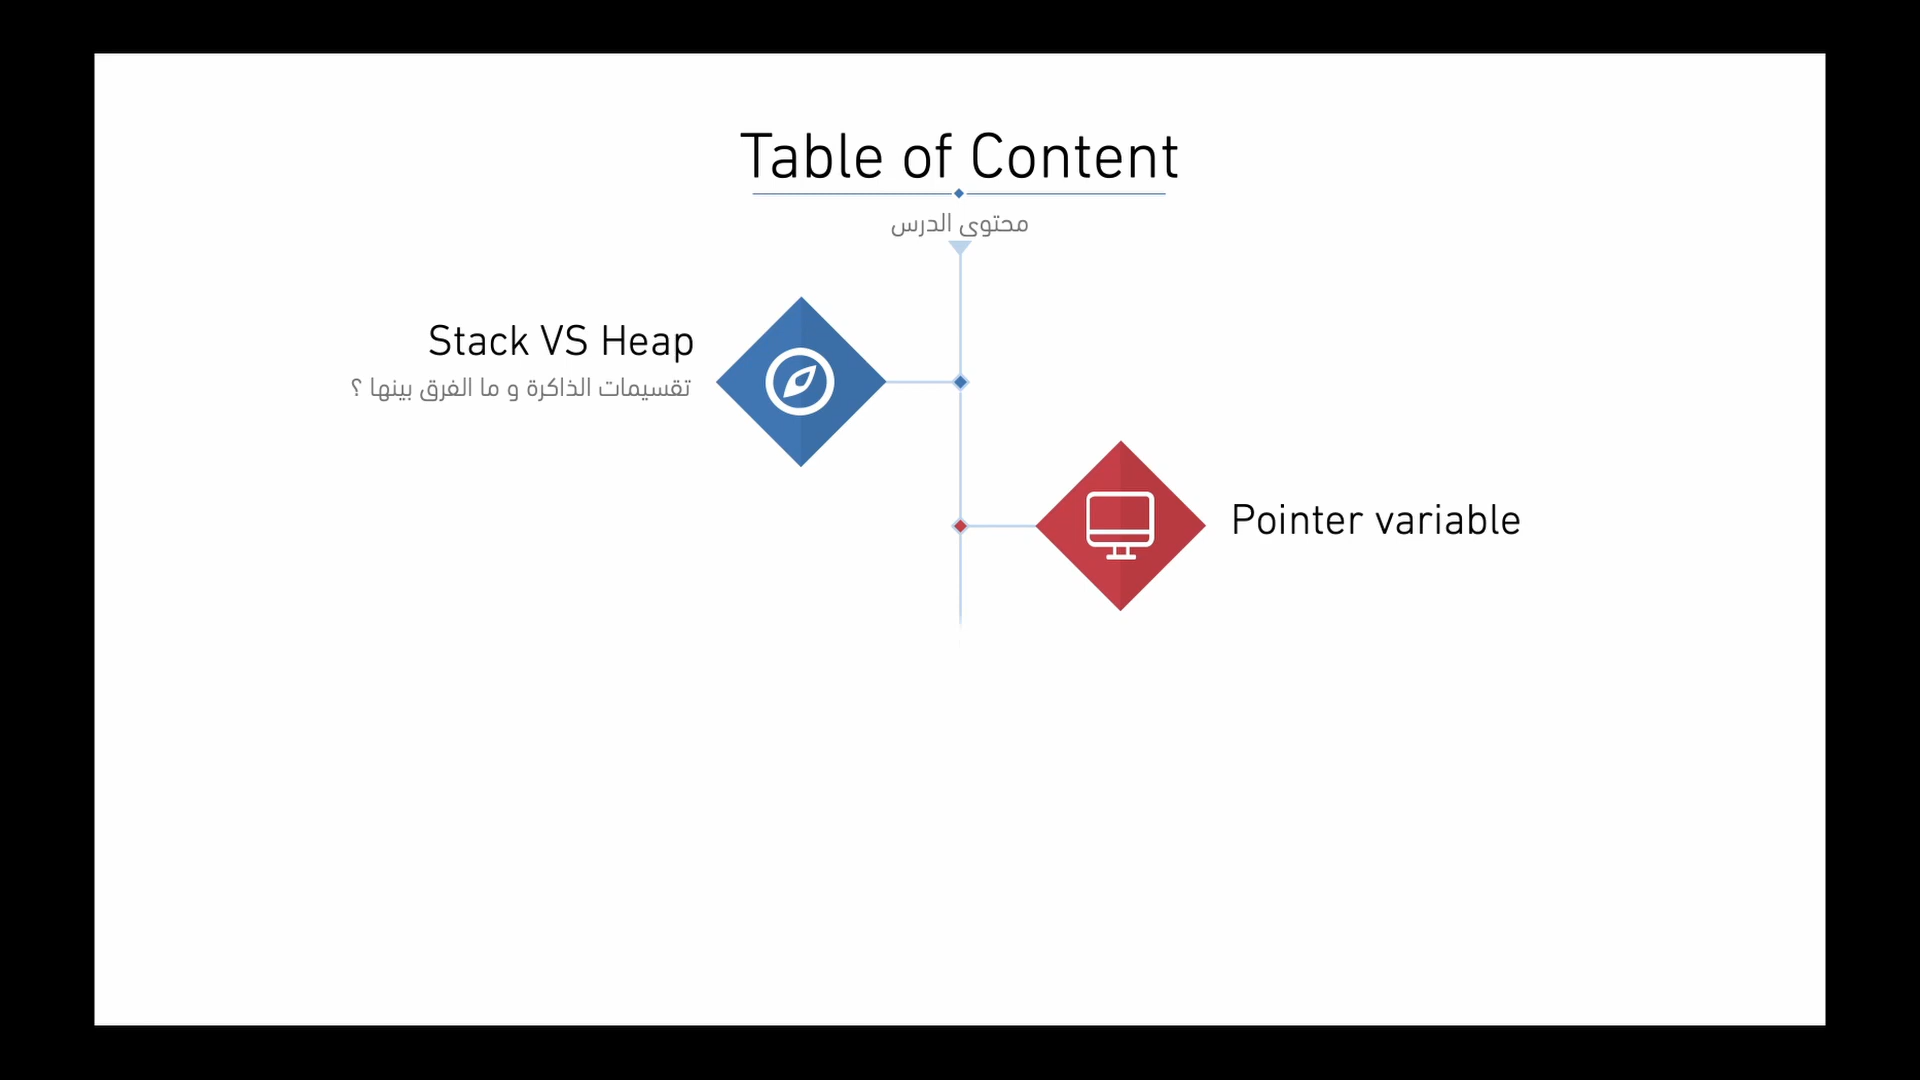 Table of Content
محتوى الدرس
Stack VS Heap
تقسيمات الذاكرة و ما الفرق بينها ؟
Pointer variable